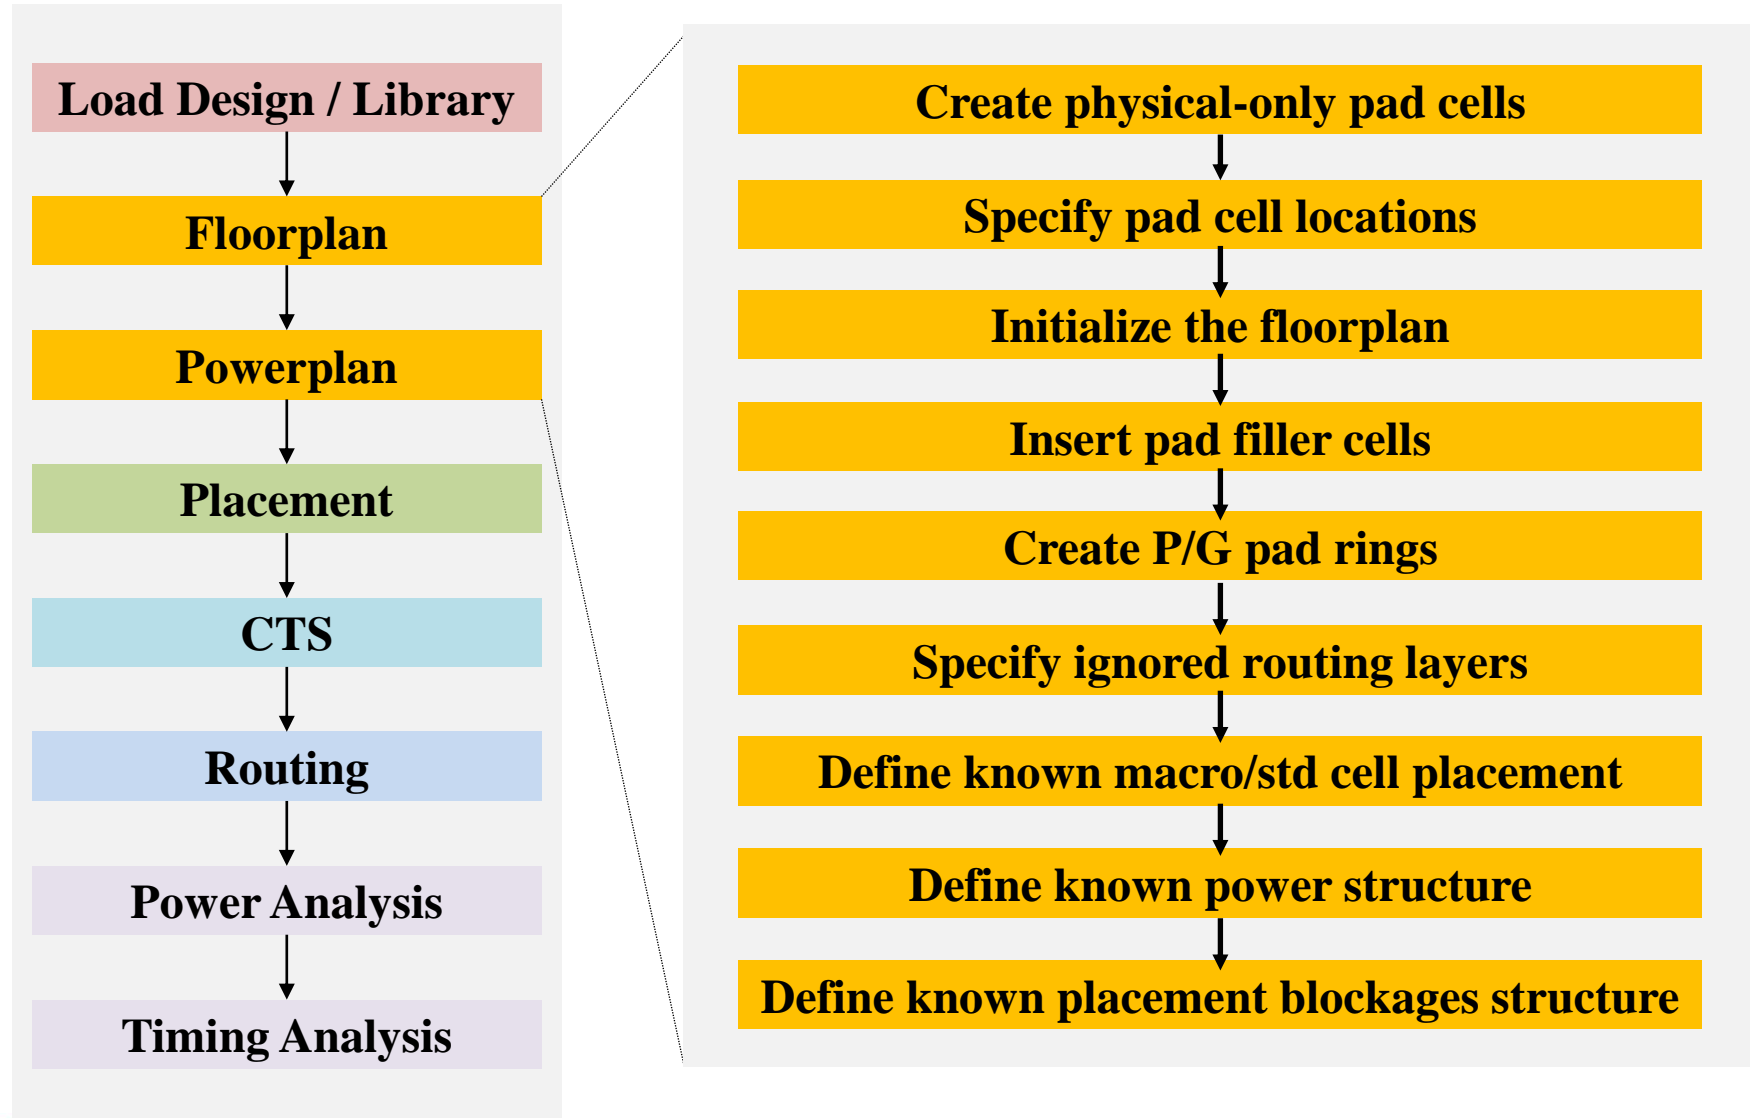 Load Design / Library
Floorplan
Powerplan
Placement
CTS
Routing
Power Analysis
Timing Analysis
Create physical-only pad cells
Specify pad cell locations
Initialize the floorplan
Insert pad filler cells
Create P/G pad rings
Specify ignored routing layers
Define known macro/std cell placement
Define known power structure
Define known placement blockages structure